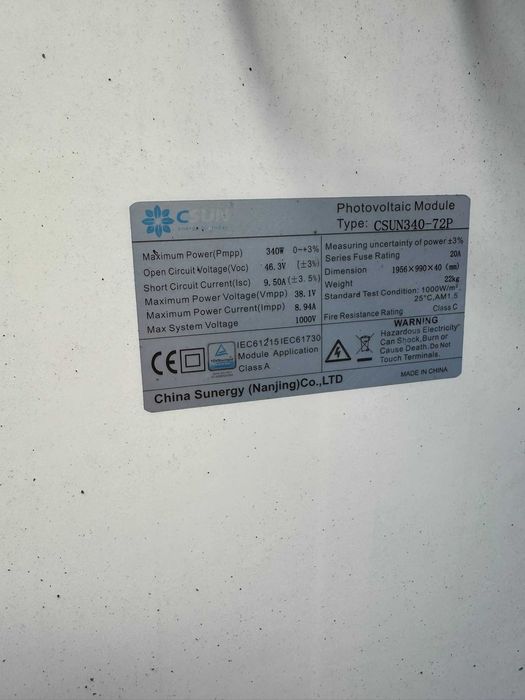 CSUN
Photovoltaic Module
Type: CSUN340-72P
Maximum Power(Pmpp) 340W 0~+3%
Open Circuit Voltage(Voc) 46.3V (±3%)
Short Circuit Current(Isc) 9.50A (±3.5%)
Maximum Power Voltage (Vmpp) 38.1V
Maximum Power Current(Impp) 8.94A
Max System Voltage 1000V
Measuring uncertainty of power ±3%
Series Fuse Rating 20A
Dimension 1956×990×40 (mm)
Weight 22kg
Standard Test Condition: 1000W/m²,
25°C,AM1.5
Fire Resistance Rating Class C
CE
IEC61215 IEC61730
Module Application
Class A
WARNING
Hazardous Electricity
Can Shock,Burn or
Cause Death.Do Not
Touch Terminals.
China Sunergy (Nanjing)Co.,LTD
MADE IN CHINA